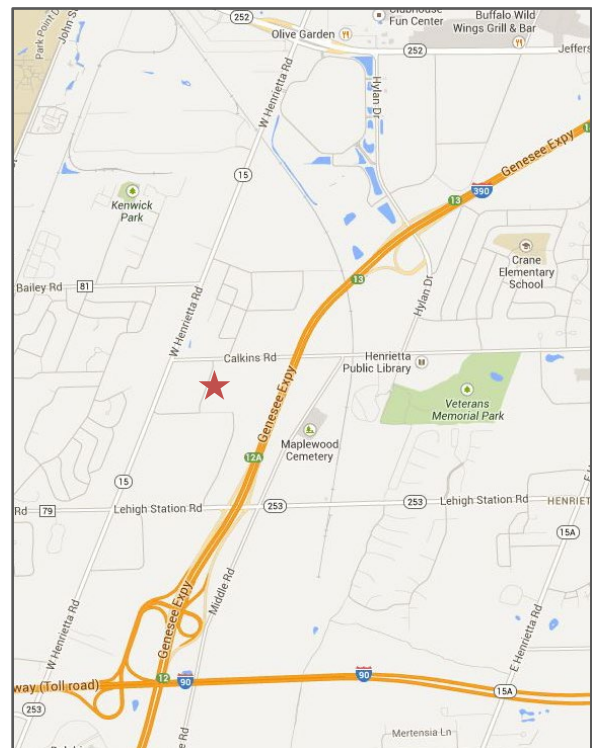 252
Clubhouse
Fun Center
Buffalo Wild
Wings Grill & Bar
Olive Garden
252
Jeffers
Park Point D
John St
W Henrietta Rd
Hylan Dr
Genesee Expy
13
390
15
Kenwick
Park
13
Crane
Elementary
School
13
Hylan Dr
Bailey Rd
81
W Henrietta Rd
Calkins Rd
Henrietta
Public Library
Genesee Expy
Veterans
Memorial Park
Maplewood
Cemetery
12A
15
Rd
79
Lehigh Station Rd
253
253
Lehigh Station Rd
HENRIET
15A
Middle Rd
Genesee Expy
W Henrietta Rd
E Henrietta Rd
12
90
90
way (Toll road)
15A
253
e Rd
Mertensia Ln